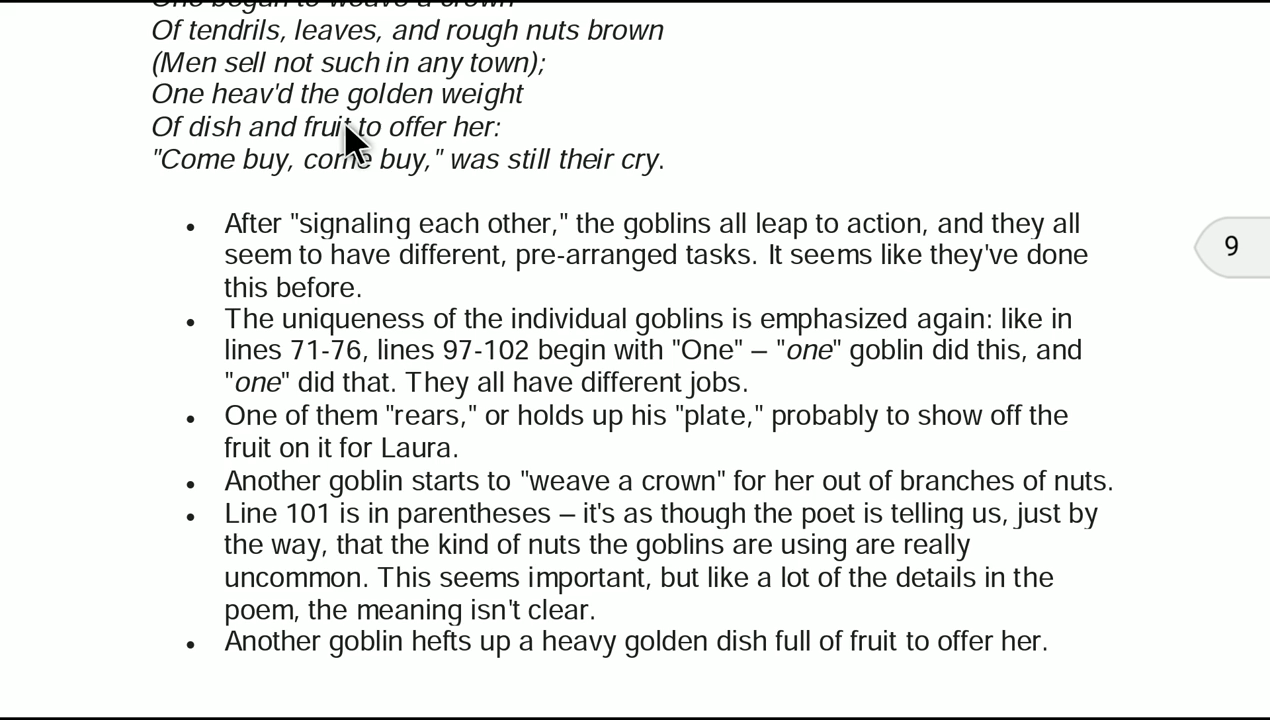 One began to weave a crown
Of tendrils, leaves, and rough nuts brown
(Men sell not such in any town);
One heav'd the golden weight
Of dish and fruit to offer her:
"Come buy, come buy," was still their cry.
• After "signaling each other," the goblins all leap to action, and they all
seem to have different, pre-arranged tasks. It seems like they've done
this before.
• The uniqueness of the individual goblins is emphasized again: like in
lines 71-76, lines 97-102 begin with "One" – "one" goblin did this, and
"one" did that. They all have different jobs.
• One of them "rears," or holds up his "plate," probably to show off the
fruit on it for Laura.
• Another goblin starts to "weave a crown" for her out of branches of nuts.
• Line 101 is in parentheses – it's as though the poet is telling us, just by
the way, that the kind of nuts the goblins are using are really
uncommon. This seems important, but like a lot of the details in the
poem, the meaning isn't clear.
• Another goblin hefts up a heavy golden dish full of fruit to offer her.
9